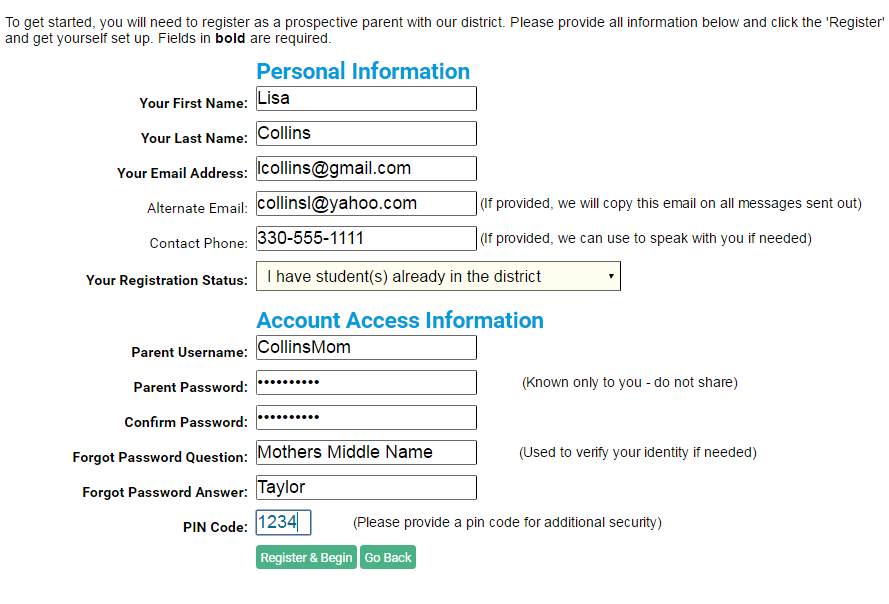 To get started, you will need to register as a prospective parent with our district. Please provide all information below and click the 'Register'
and get yourself set up. Fields in bold are required.
Personal Information
Your First Name: Lisa
Your Last Name: Collins
Your Email Address: lcollins@gmail.com
Alternate Email: collinsl@yahoo.com (If provided, we will copy this email on all messages sent out)
Contact Phone: 330-555-1111 (If provided, we can use to speak with you if needed)
Your Registration Status: I have student(s) already in the district
Account Access Information
Parent Username: CollinsMom
Parent Password: •••••••••• (Known only to you - do not share)
Confirm Password: ••••••••••
Forgot Password Question: Mothers Middle Name (Used to verify your identity if needed)
Forgot Password Answer: Taylor
PIN Code: 1234 (Please provide a pin code for additional security)
Register & Begin Go Back